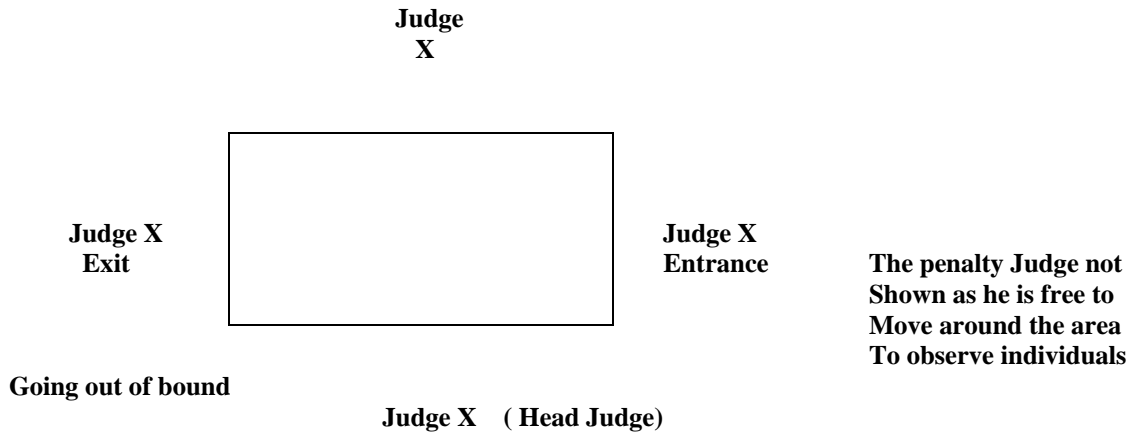 Judge
X
Judge X
Exit
Judge X
Entrance
The penalty Judge not
Shown as he is free to
Move around the area
To observe individuals
Going out of bound
Judge X ( Head Judge)